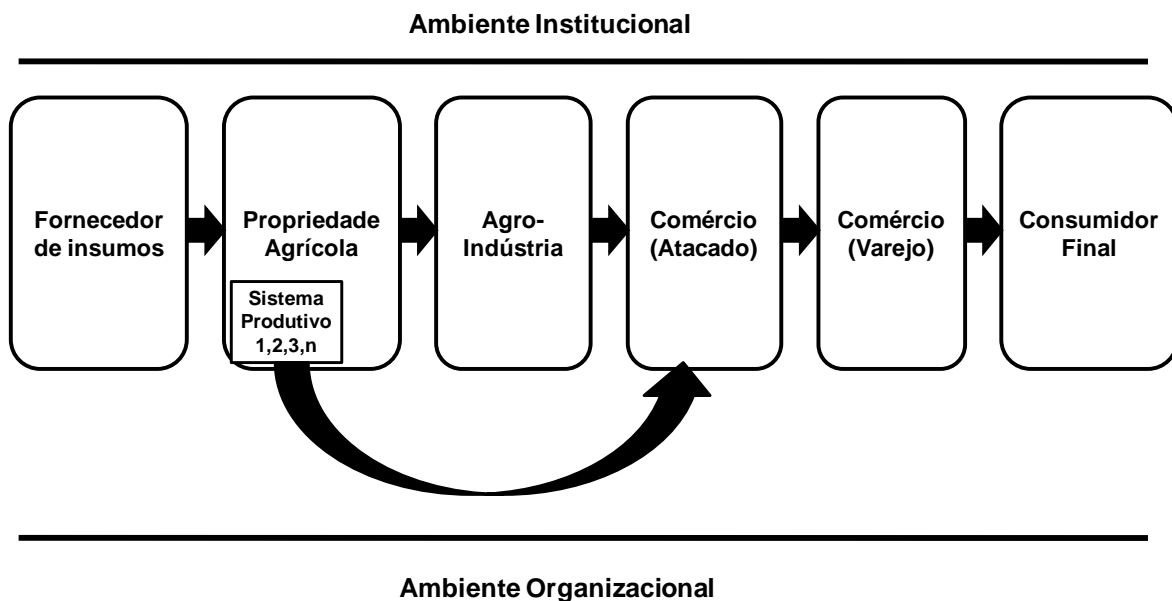 Ambiente Institucional
Fornecedor
de insumos
Propriedade
Agrícola
Sistema
Produtivo
1,2,3,n
Agro-
Indústria
Comércio
(Atacado)
Comércio
(Varejo)
Consumidor
Final
Ambiente Organizacional